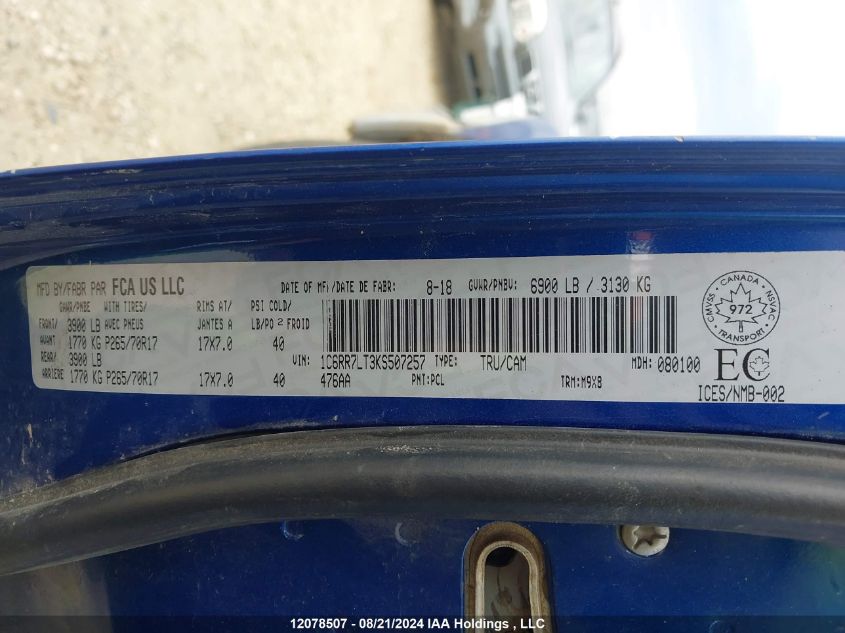 MFD BY/FABR PAR FCA US LLC
DATE OF MFR/DATE DE FABR: 8-18 GVWR/PNBV: 6900 LB / 3130 KG
GAWR/PNBE WITH TIRES/ RIMS AT/ PSI COLD/
FRONT/ 3900 LB AVEC PNEUS JANTES A LB/PO 2 FROID
AVANT 1770 KG P265/70R17 17X7.0 40
REAR/ 3900 LB
ARRIÈRE 1770 KG P265/70R17 17X7.0 40
VIN: 1C6RR7LT3KS507257 TYPE: TRU/CAM MDH: 080100
476AA PNT:PCL TRM:M9X8
CANADA
CMVSS NSVAC
972
TRANSPORT
EC
ICES/NMB-002
12078507 - 08/21/2024 IAA Holdings , LLC